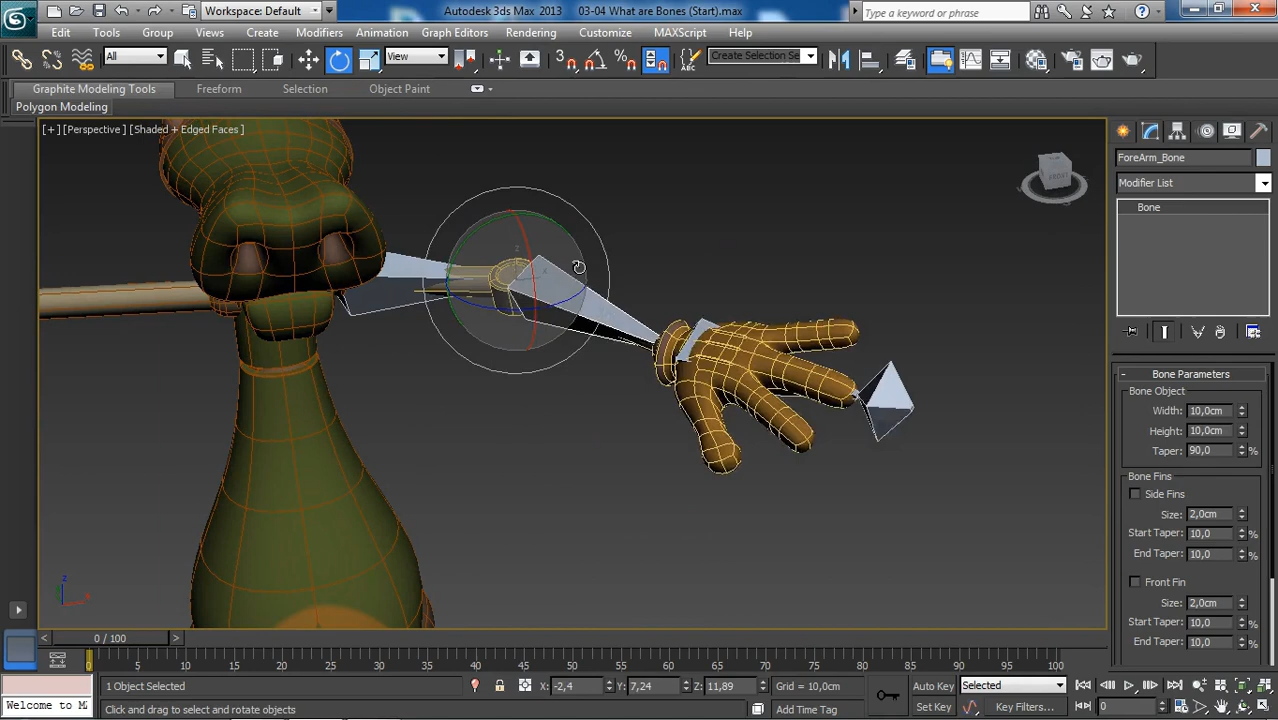 Workspace: Default
Autodesk 3ds Max 2013 03-04 What are Bones (Start).max
Type a keyword or phrase
Edit Tools Group Views Create Modifiers Animation Graph Editors Rendering Customize MAXScript Help
All
View
3
Create Selection Se
Graphite Modeling Tools Freeform Selection Object Paint
Polygon Modeling
[+] [Perspective] [Shaded + Edged Faces]
FRONT
ForeArm_Bone
Modifier List
Bone
- Bone Parameters
Bone Object
Width: 10,0cm
Height: 10,0cm
Taper: 90,0 %
Bone Fins
Side Fins
Size: 2,0cm
Start Taper: 10,0 %
End Taper: 10,0 %
Front Fin
Size: 2,0cm
Start Taper: 10,0 %
End Taper: 10,0 %
z
x
z
x
< 0 / 100 >
0 5 10 15 20 25 30 35 40 45 50 55 60 65 70 75 80 85 90 95 100
1 Object Selected X: -2,4 Y: 7,24 Z: 11,89 Grid = 10,0cm Auto Key Selected
Welcome to M Click and drag to select and rotate objects Add Time Tag Set Key Key Filters... 0